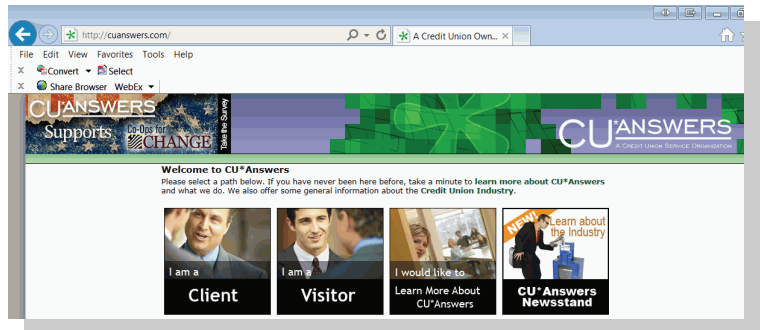 http://cuanswers.com/
A Credit Union Own...
File Edit View Favorites Tools Help
x Convert Select
x Share Browser WebEx
CU*ANSWERS
Supports Co-Ops for CHANGE
Take the Survey
CU*ANSWERS
A CREDIT UNION SERVICE ORGANIZATION
Welcome to CU*Answers
Please select a path below. If you have never been here before, take a minute to learn more about CU*Answers
and what we do. We also offer some general information about the Credit Union Industry.
I am a
Client
I am a
Visitor
I would like to
Learn More About
CU*Answers
NEW!
Learn about
the Industry
CU*Answers
Newsstand